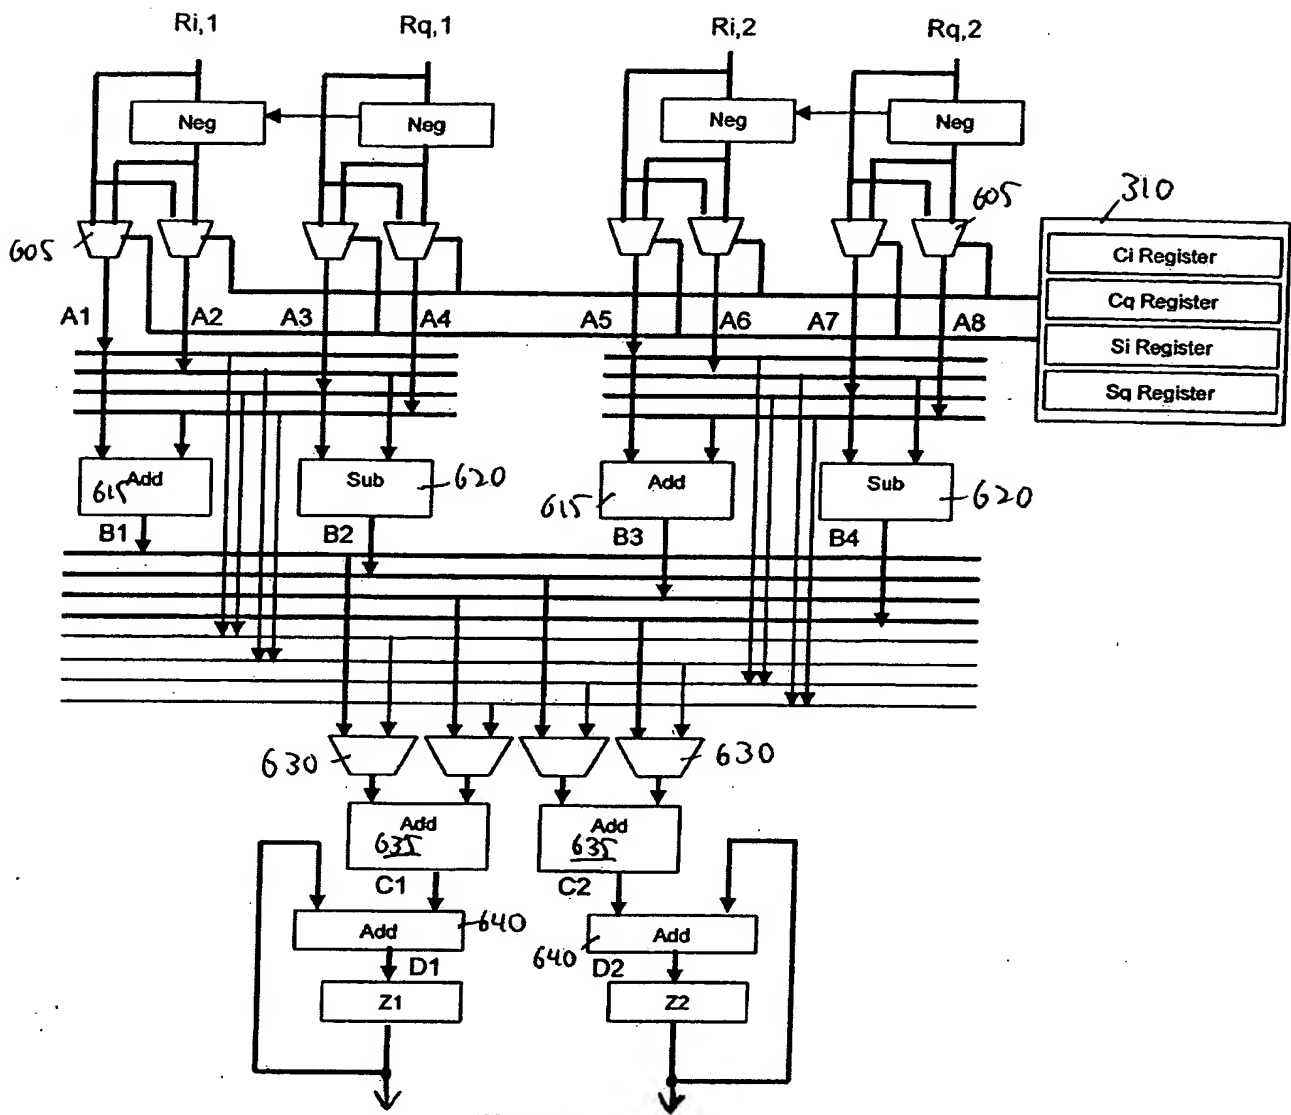 Ri,1
Rq,1
Ri,2
Rq,2
Neg
Neg
Neg
Neg
605
605
310
Ci Register
Cq Register
Si Register
Sq Register
A1
A2
A3
A4
A5
A6
A7
A8
Add
615
Sub
620
Add
615
Sub
620
B1
B2
B3
B4
630
630
Add
635
Add
635
C1
C2
Add
640
Add
640
D1
D2
Z1
Z2